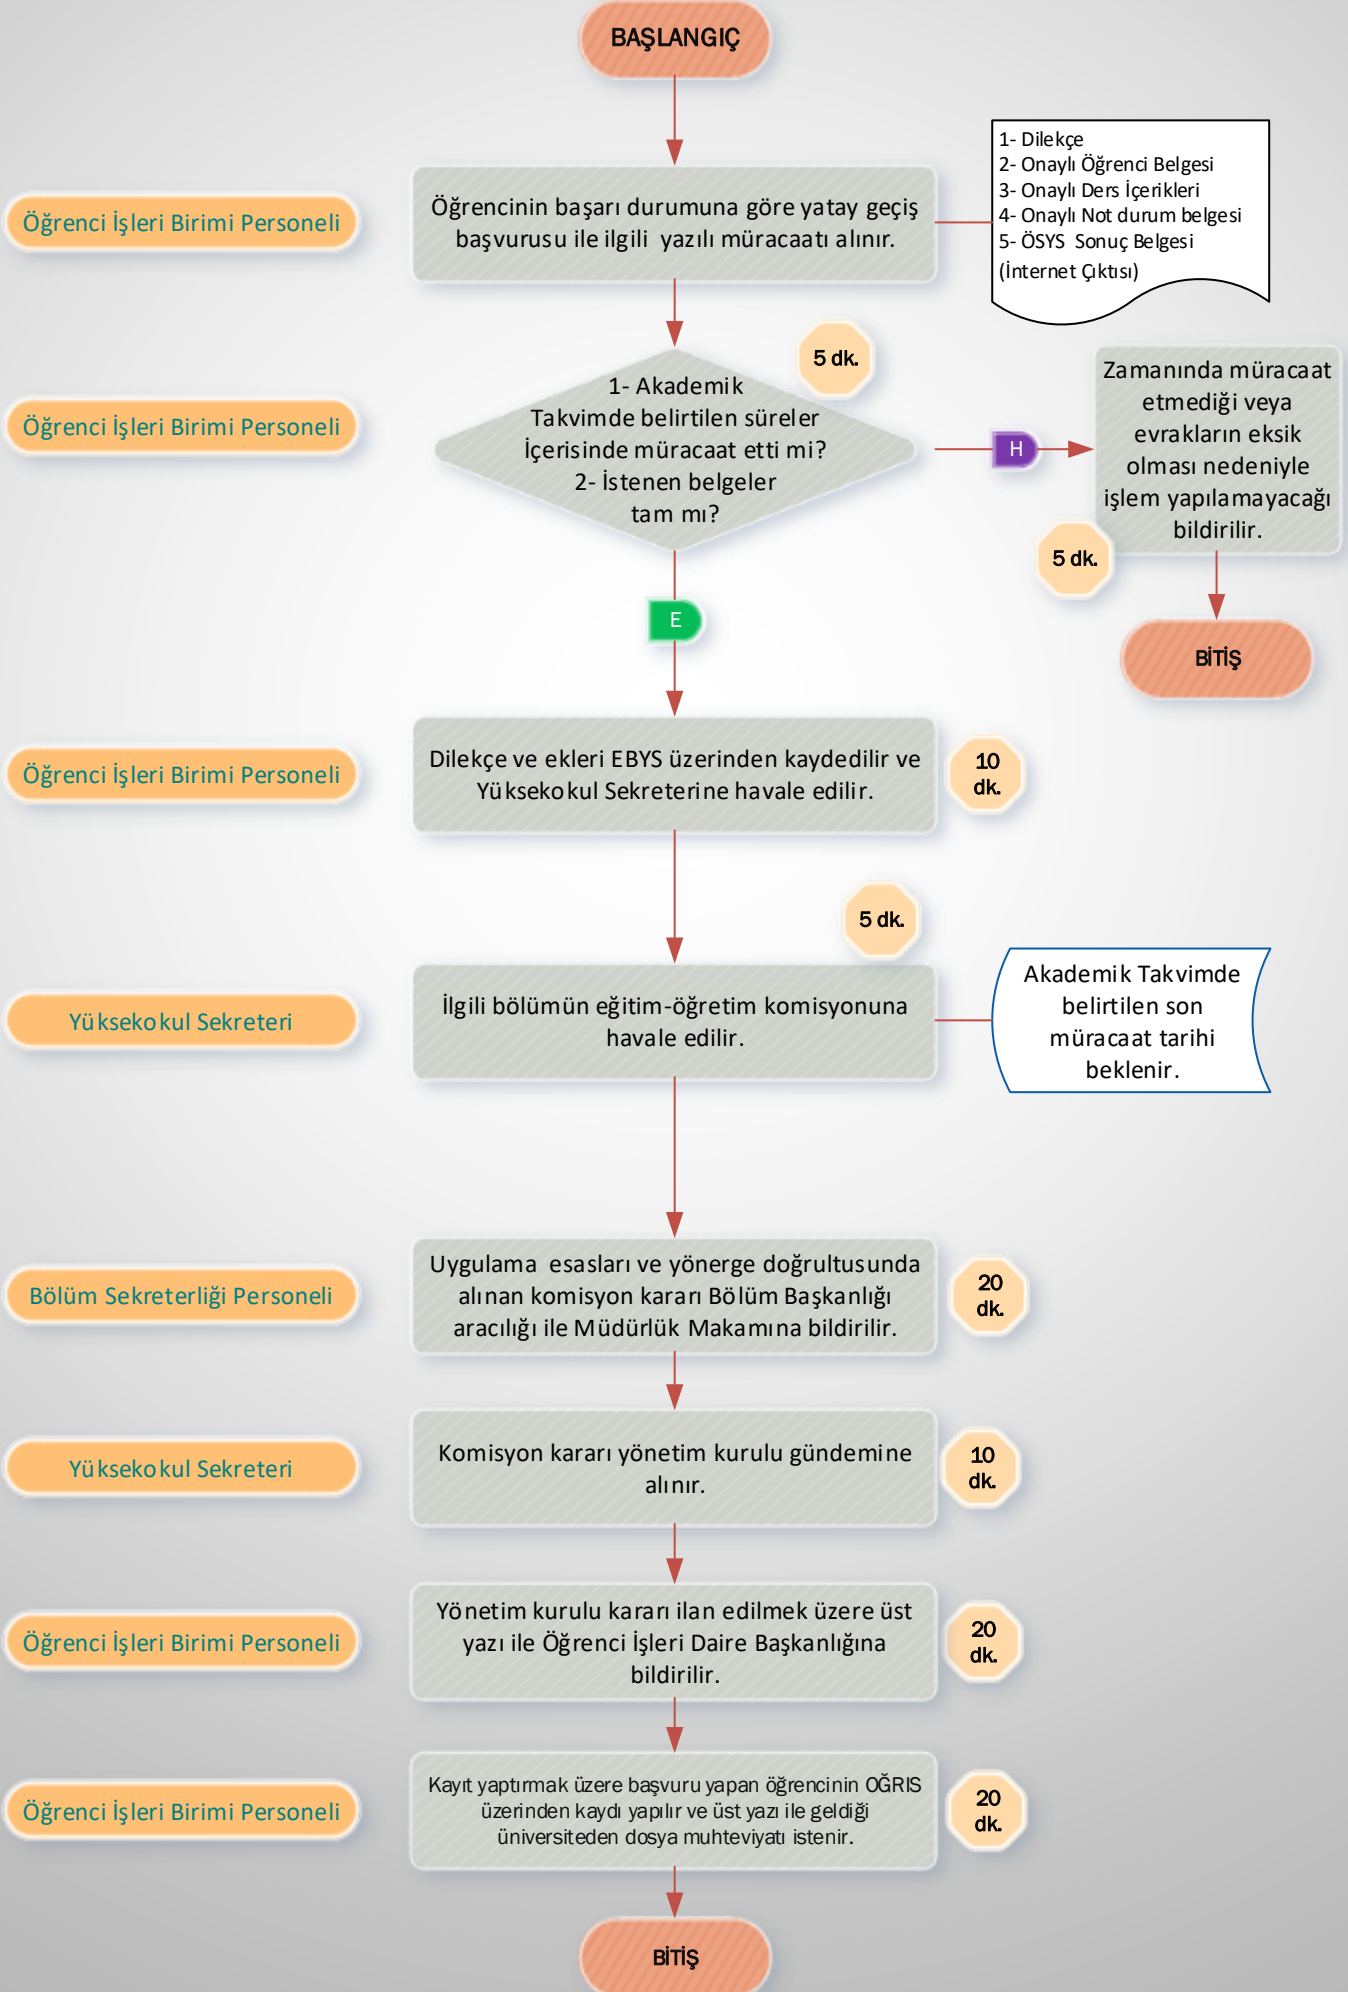 BAŞLANGIÇ
Öğrenci İşleri Birimi Personeli
Öğrencinin başarı durumuna göre yatay geçiş
başvurusu ile ilgili yazılı müracaatı alınır.
1- Dilekçe
2- Onaylı Öğrenci Belgesi
3- Onaylı Ders İçerikleri
4- Onaylı Not durum belgesi
5- ÖSYS Sonuç Belgesi
(İnternet Çıktısı)
Öğrenci İşleri Birimi Personeli
1- Akademik
Takvimde belirtilen süreler
İçerisinde müracaat etti mi?
2- İstenen belgeler
tam mı?
5 dk.
H
Zamanında müracaat
etmediği veya
evrakların eksik
olması nedeniyle
işlem yapılamayacağı
bildirilir.
5 dk.
BİTİŞ
E
Öğrenci İşleri Birimi Personeli
Dilekçe ve ekleri EBYS üzerinden kaydedilir ve
Yüksekokul Sekreterine havale edilir.
10
dk.
5 dk.
Yüksekokul Sekreteri
İlgili bölümün eğitim-öğretim komisyonuna
havale edilir.
Akademik Takvimde
belirtilen son
müracaat tarihi
beklenir.
Bölüm Sekreterliği Personeli
Uygulama esasları ve yönerge doğrultusunda
alınan komisyon kararı Bölüm Başkanlığı
aracılığı ile Müdürlük Makamına bildirilir.
20
dk.
Yüksekokul Sekreteri
Komisyon kararı yönetim kurulu gündemine
alınır.
10
dk.
Öğrenci İşleri Birimi Personeli
Yönetim kurulu kararı ilan edilmek üzere üst
yazı ile Öğrenci İşleri Daire Başkanlığına
bildirilir.
20
dk.
Öğrenci İşleri Birimi Personeli
Kayıt yaptırmak üzere başvuru yapan öğrencinin OĞRIS
üzerinden kaydı yapılır ve üst yazı ile geldiği
üniversiteden dosya muhteviyatı istenir.
20
dk.
BİTİŞ